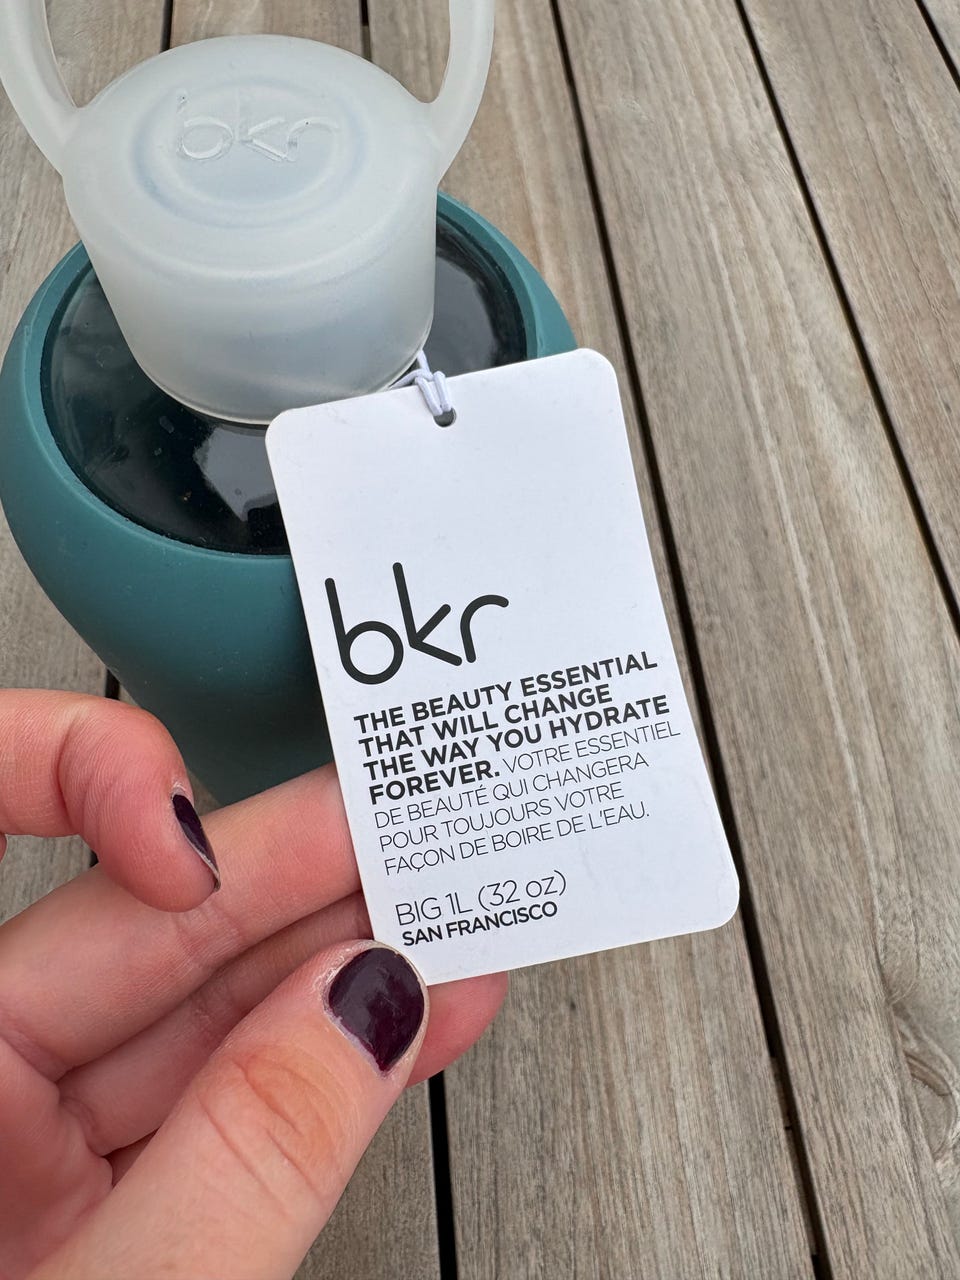 bkr
bkr
THE BEAUTY ESSENTIAL
THAT WILL CHANGE
THE WAY YOU HYDRATE
FOREVER. VOTRE ESSENTIEL
DE BEAUTÉ QUI CHANGERA
POUR TOUJOURS VOTRE
FAÇON DE BOIRE DE L'EAU.
BIG 1L (32 oz)
SAN FRANCISCO